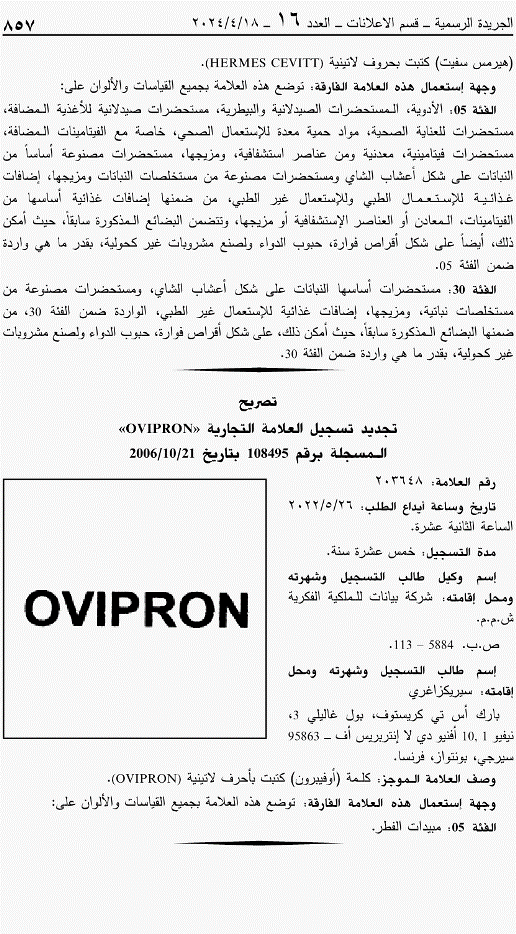 الجريدة الرسمية ــ قسم الاعلانات ــ العدد ١٦ ــ ٢٠٢٤/٤/١٨
٨٥٧
(هيرمس سفيت) كتبت بحروف لاتينية (HERMES CEVITT).
وجهة إستعمال هذه العلامة الفارقة: توضع هذه العلامة بجميع القياسات والألوان على:
الفئة 05: الأدوية، المستحضرات الصيدلانية والبيطرية، مستحضرات صيدلانية للأغذية المضافة،
مستحضرات للعناية الصحية، مواد حمية معدة للإستعمال الصحي، خاصة مع الفيتامينات المضافة،
مستحضرات فيتامينية، معدنية ومن عناصر استشفائية، ومزيجها، مستحضرات مصنوعة أساساً من
النباتات على شكل أعشاب الشاي ومستحضرات مصنوعة من مستخلصات النباتات ومزيجها، إضافات
غذائية للإستعمال الطبي وللإستعمال غير الطبي، من ضمنها إضافات غذائية أساسها من
الفيتامينات، المعادن أو العناصر الإستشفائية أو مزيجها، وتتضمن البضائع المذكورة سابقاً، حيث أمكن
ذلك، أيضاً على شكل أقراص فوارة، حبوب الدواء ولصنع مشروبات غير كحولية، بقدر ما هي واردة
ضمن الفئة 05.
الفئة 30: مستحضرات أساسها النباتات على شكل أعشاب الشاي، ومستحضرات مصنوعة من
مستخلصات نباتية، ومزيجها، إضافات غذائية للإستعمال غير الطبي، الواردة ضمن الفئة 30، من
ضمنها البضائع المذكورة سابقاً، حيث أمكن ذلك، على شكل أقراص فوارة، حبوب الدواء ولصنع مشروبات
غير كحولية، بقدر ما هي واردة ضمن الفئة 30.
تصريح
تجديد تسجيل العلامة التجارية «OVIPRON»
المسجلة برقم 108495 بتاريخ 2006/10/21
رقم العلامة: ٢٠٣٦٤٨
تاريخ وساعة أيداع الطلب: ٢٠٢٢/٥/٢٦
الساعة الثانية عشرة.
مدة التسجيل: خمس عشرة سنة.
إسم وكيل طالب التسجيل وشهرته
ومحل إقامته: شركة بيانات للملكية الفكرية
ش.م.م.
ص.ب. 5884 – 113.
إسم طالب التسجيل وشهرته ومحل
إقامته: سيريكزاغري
بارك أس تي كريستوف، بول غاليلي 3،
نيفيو 1 ,10 أفنيو دي لا إنتربريس أف ــ 95863
سيرجي، بونتواز، فرنسا.
OVIPRON
وصف العلامة الموجز: كلمة (أوفيبرون) كتبت بأحرف لاتينية (OVIPRON).
وجهة إستعمال هذه العلامة الفارقة: توضع هذه العلامة بجميع القياسات والألوان على:
الفئة 05: مبيدات الفطر.